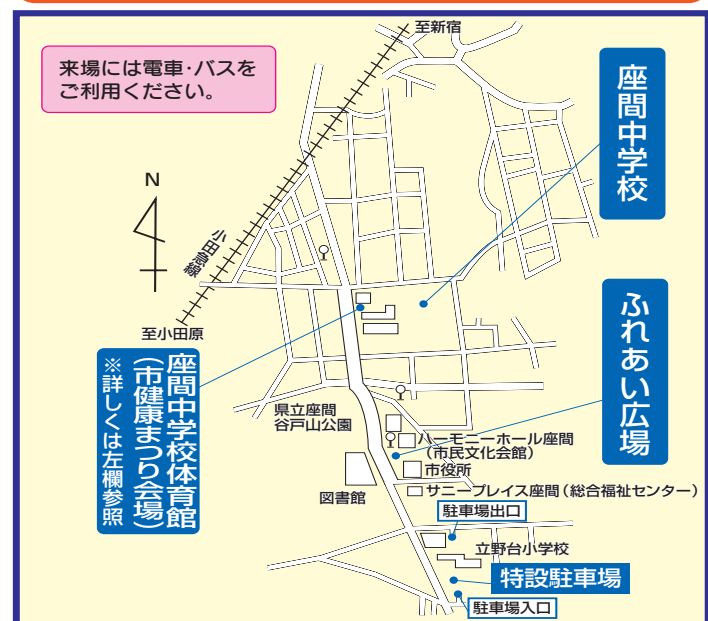 至新宿
来場には電車・バスを
ご利用ください。
座間中学校
N
小田急線
至小田原
ふれあい広場
座間中学校体育館
(市健康まつり会場)
※詳しくは左欄参照
県立座間
谷戸山公園
ハーモニーホール座間
(市民文化会館)
市役所
図書館
サニープレイス座間(総合福祉センター)
駐車場出口
立野台小学校
特設駐車場
駐車場入口